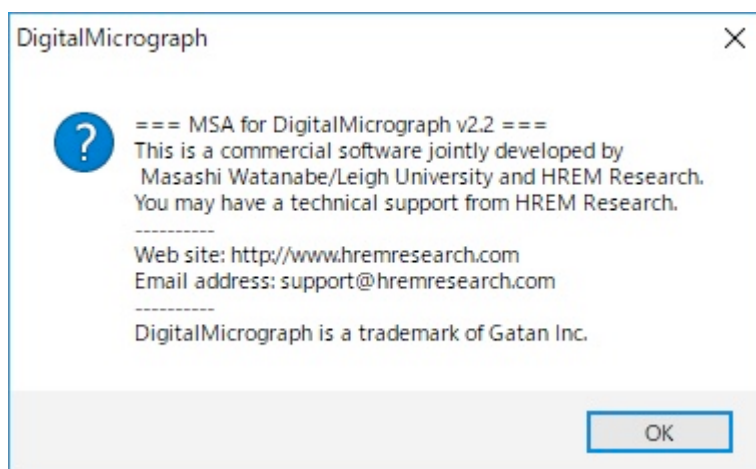 DigitalMicrograph
?
=== MSA for DigitalMicrograph v2.2 ===
This is a commercial software jointly developed by
Masashi Watanabe/Leigh University and HREM Research.
You may have a technical support from HREM Research.
----------
Web site: http://www.hremresearch.com
Email address: support@hremresearch.com
----------
DigitalMicrograph is a trademark of Gatan Inc.
OK